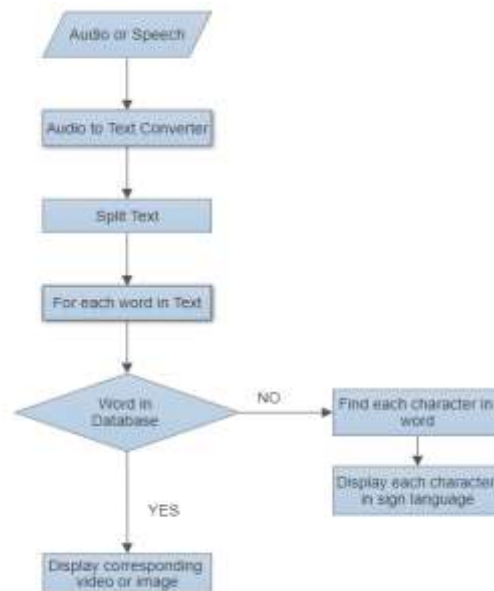 Audio or Speech
Audio to Text Converter
Split Text
For each word in Text
Word in
Database
NO
Find each character in
word
Display each character
in sign language
YES
Display corresponding
video or image